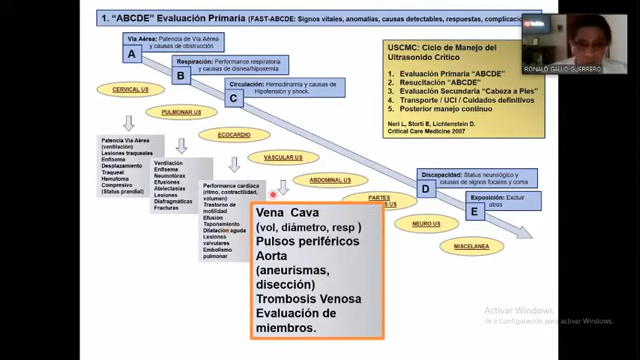 1. "ABCDE" Evaluación Primaria (FAST-ABCDE: Signos vitales, anomalías, causas detectables, respuestas, complicacio
Vía Aérea: Patencia de Vía Aérea
y causas de obstrucción
A
Respiración: Performance respiratoria
y causas de disnea/hipoxemia
B
Circulación: Hemodinamia y causas de
Hipotensión y shock.
C
USCMC: Ciclo de Manejo del
Ultrasonido Crítico
1. Evaluación Primaria "ABCDE"
2. Resucitación "ABCDE"
3. Evaluación Secundaria "Cabeza a Pies"
4. Transporte / UCI / Cuidados definitivos
5. Posterior manejo continuo
Neri L, Storti E, Lichtenstein D.
Critical Care Medicine 2007
RONALD GALLO GUERRERO
CERVICAL US
PULMONAR US
ECOCARDIO
VASCULAR US
ABDOMINAL US
PARTES
S US
NEURO US
MISCELANEA
Patencia Vía Aérea
(ventilación)
Lesiones traqueales
Enfisema
Desplazamiento
Traqueal
Hematoma
Compresivo
(Status prandial)
Ventilación
Enfisema
Neumotórax
Efusiones
Atelectasias
Lesiones
Diafragmáticas
Fracturas
Performance cardíaca
(ritmo, contractilidad,
volumen)
Trastorno de
motilidad
Efusión
Taponamiento
Dilatación aguda
Lesiones
valvulares
Embolismo
pulmonar
Vena Cava
(vol, diámetro, resp )
Pulsos periféricos
Aorta
(aneurismas,
disección)
Trombosis Venosa
Evaluación de
miembros.
D
Discapacidad: Status neurológico y
causas de signos focales y coma
E
Exposición: Excluir
otros
Activar Windows
Ve a Configuración para activar Windows.